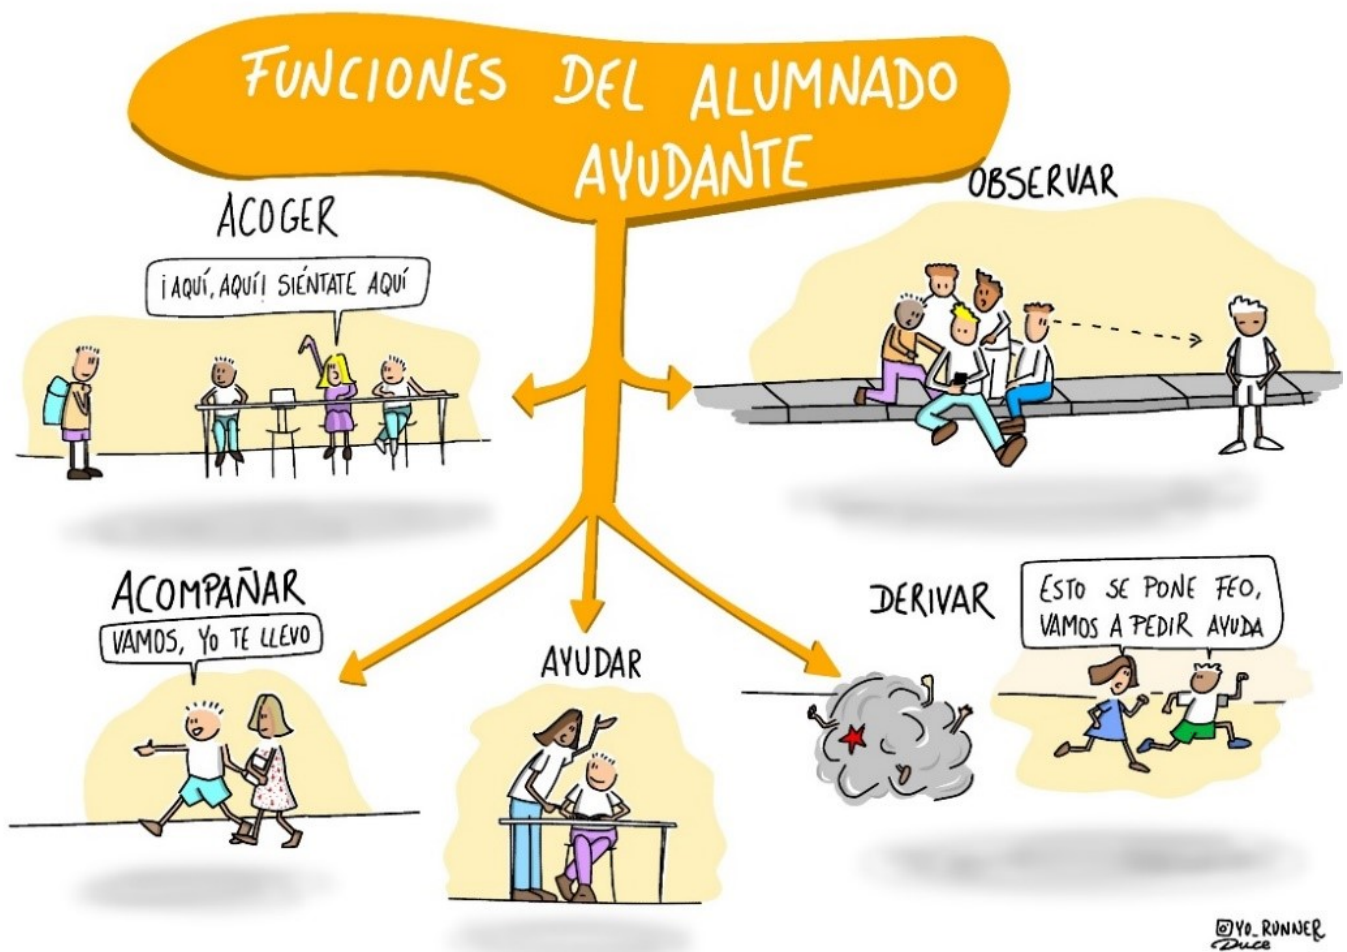 FUNCIONES DEL ALUMNADO
AYUDANTE
ACOGER
¡AQUÍ, AQUÍ! SIÉNTATE AQUÍ
OBSERVAR
ACOMPAÑAR
VAMOS, YO TE LLEVO
AYUDAR
DERIVAR
ESTO SE PONE FEO,
VAMOS A PEDIR AYUDA
YO_RUNNER
Duce